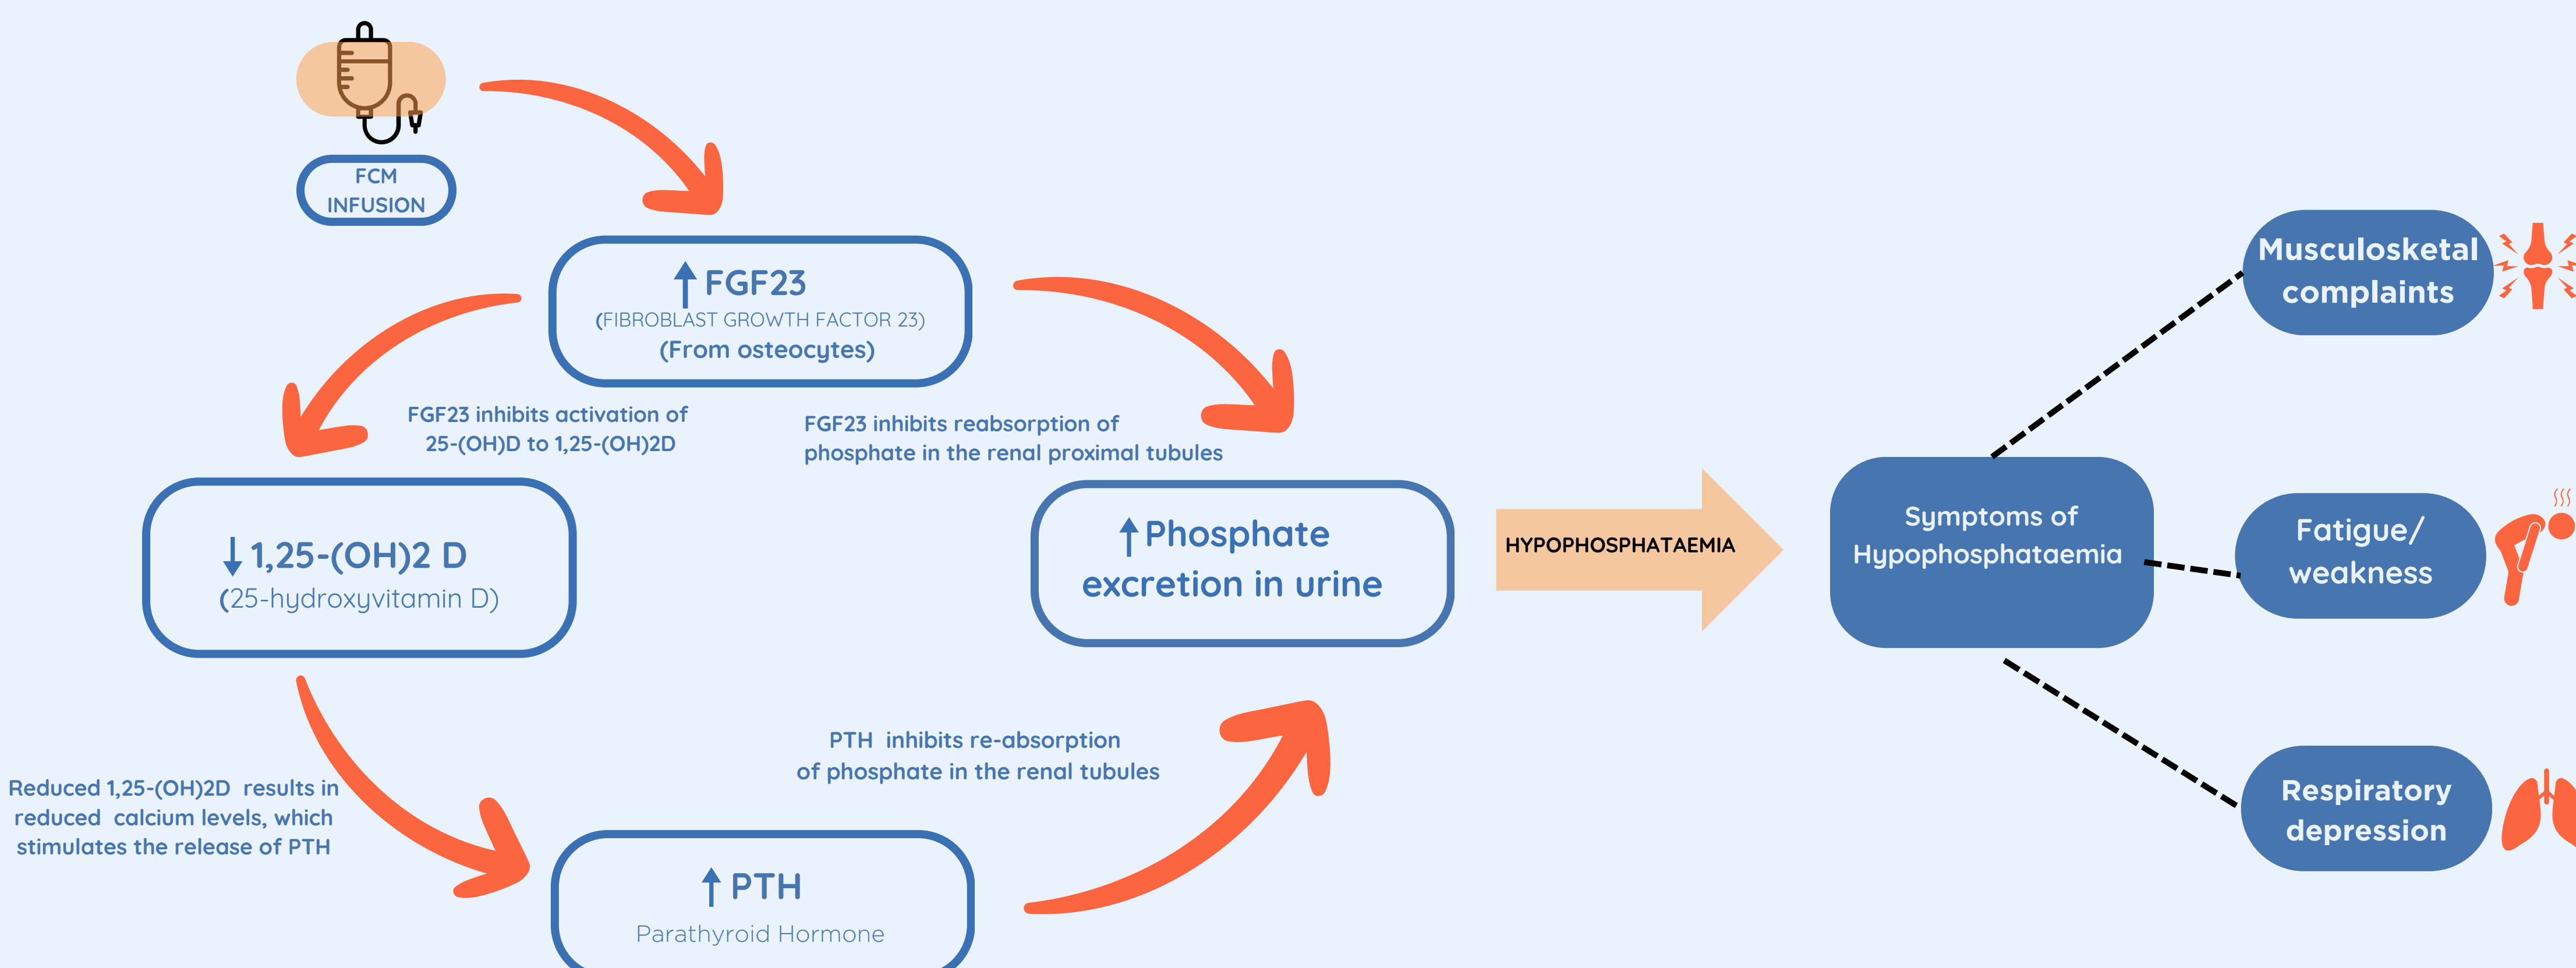 FCM
INFUSION
FGF23
(FIBROBLAST GROWTH FACTOR 23)
(From osteocytes)
FGF23 inhibits activation of
25-(OH)D to 1,25-(OH)2D
FGF23 inhibits reabsorption of
phosphate in the renal proximal tubules
1,25-(OH)2 D
(25-hydroxyvitamin D)
Phosphate
excretion in urine
Reduced 1,25-(OH)2D results in
reduced calcium levels, which
stimulates the release of PTH
PTH inhibits re-absorption
of phosphate in the renal tubules
PTH
Parathyroid Hormone
HYPOPHOSPHATAEMIA
Symptoms of
Hypophosphataemia
Musculosketal
complaints
Fatigue/
weakness
Respiratory
depression